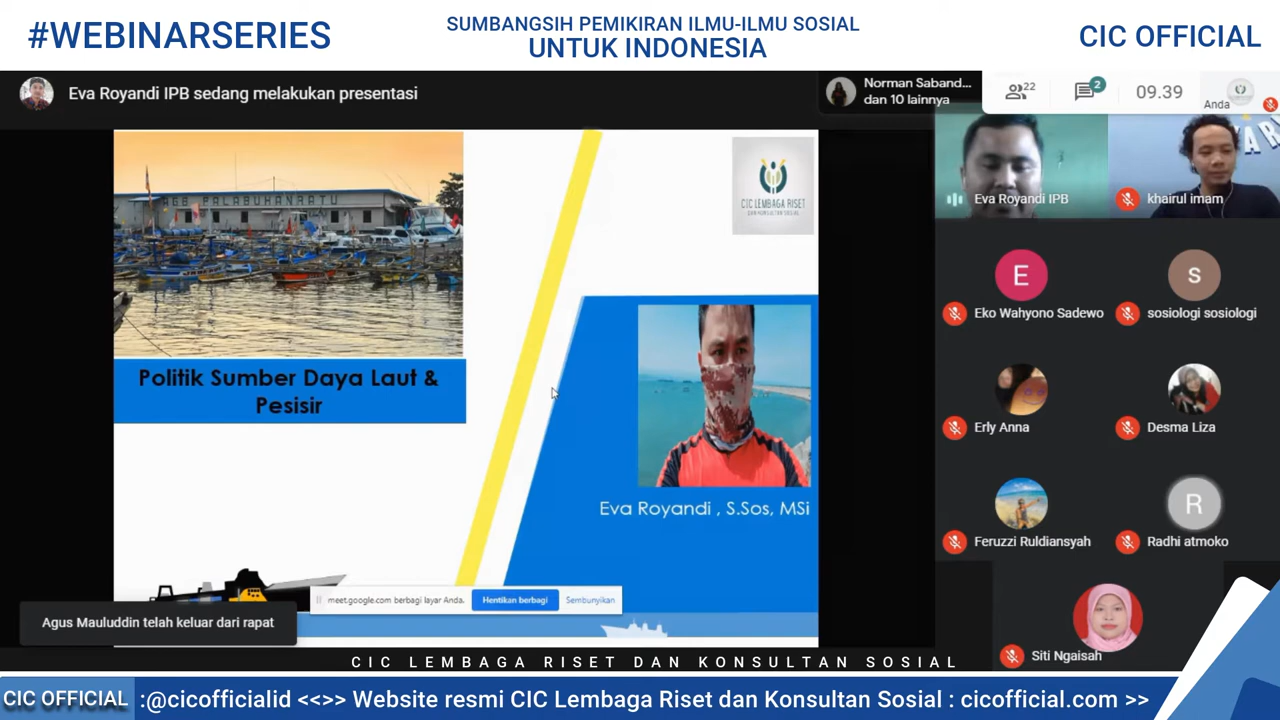 #WEBINARSERIES
SUMBANGSIH PEMIKIRAN ILMU-ILMU SOSIAL
UNTUK INDONESIA
CIC OFFICIAL
Eva Royandi IPB sedang melakukan presentasi
Norman Saband...
dan 10 lainnya
22
2
09.39
Anda
PALABUHANRATU
CIC LEMBAGA RISET
DAN KONSULTAN SOSIAL
Politik Sumber Daya Laut &
Pesisir
Eva Royandi , S.Sos, MSi
Eva Royandi IPB
khairul imam
E
Eko Wahyono Sadewo
s
sosiologi sosiologi
Erly Anna
Desma Liza
Feruzzi Ruldiansyah
R
Radhi atmoko
Siti Ngaisah
meet.google.com berbagi layar Anda.
Hentikan berbagi
Sembunyikan
Agus Mauluddin telah keluar dari rapat
CIC LEMBAGA RISET DAN KONSULTAN SOSIAL
CIC OFFICIAL :@cicofficialid <<>> Website resmi CIC Lembaga Riset dan Konsultan Sosial : cicofficial.com >>